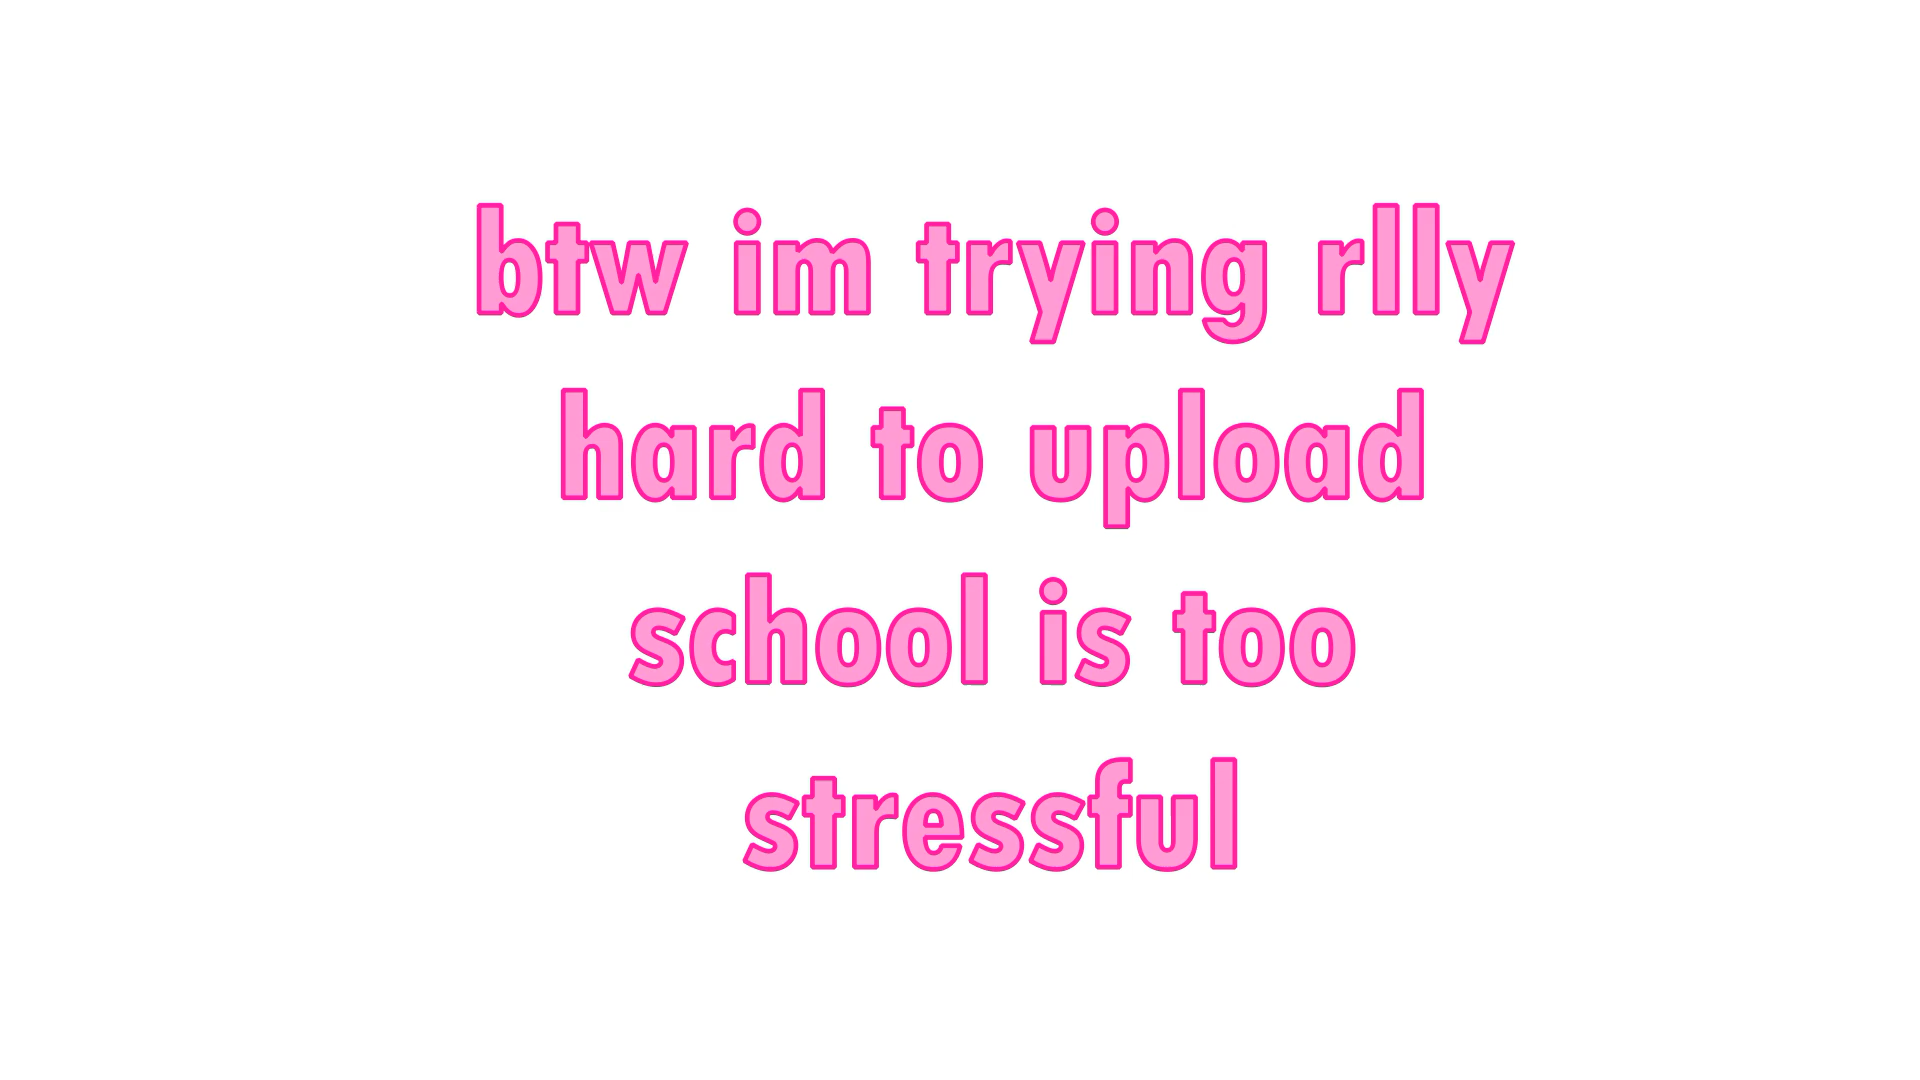 btw im trying rlly
hard to upload
school is too
stressful